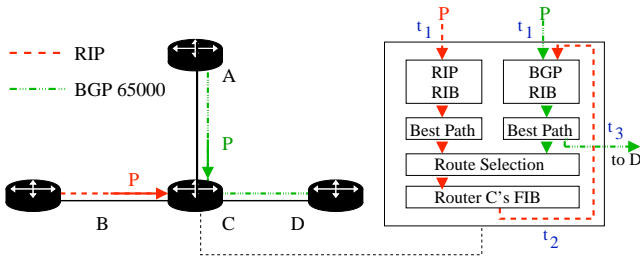 RIP
BGP 65000
A
P
P
B
C
D
t1
P
t1
P
RIP
RIB
BGP
RIB
Best Path
Best Path
t3
to D
Route Selection
Router C's FIB
t2